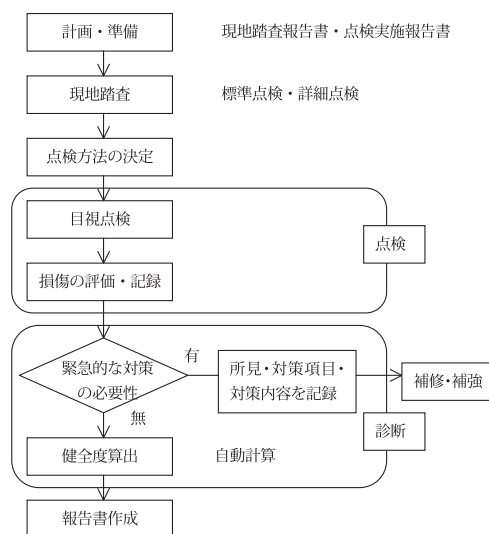 計画・準備
現地踏査報告書・点検実施報告書
現地踏査
標準点検・詳細点検
点検方法の決定
目視点検
点検
損傷の評価・記録
緊急的な対策
の必要性
有
所見・対策項目・
対策内容を記録
補修・補強
無
診断
健全度算出
自動計算
報告書作成